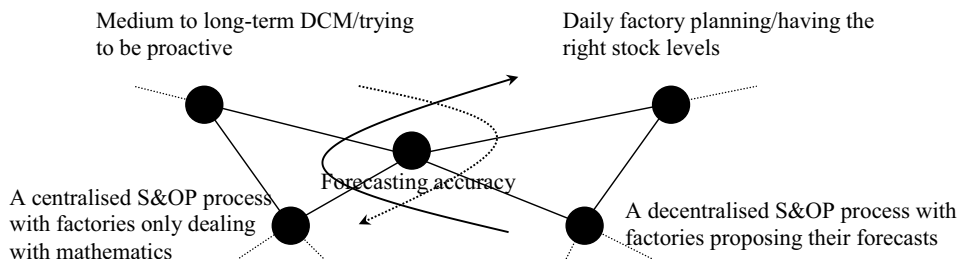 Medium to long-term DCM/trying
to be proactive
Daily factory planning/having the
right stock levels
Forecasting accuracy
A centralised S&OP process
with factories only dealing
with mathematics
A decentralised S&OP process with
factories proposing their forecasts